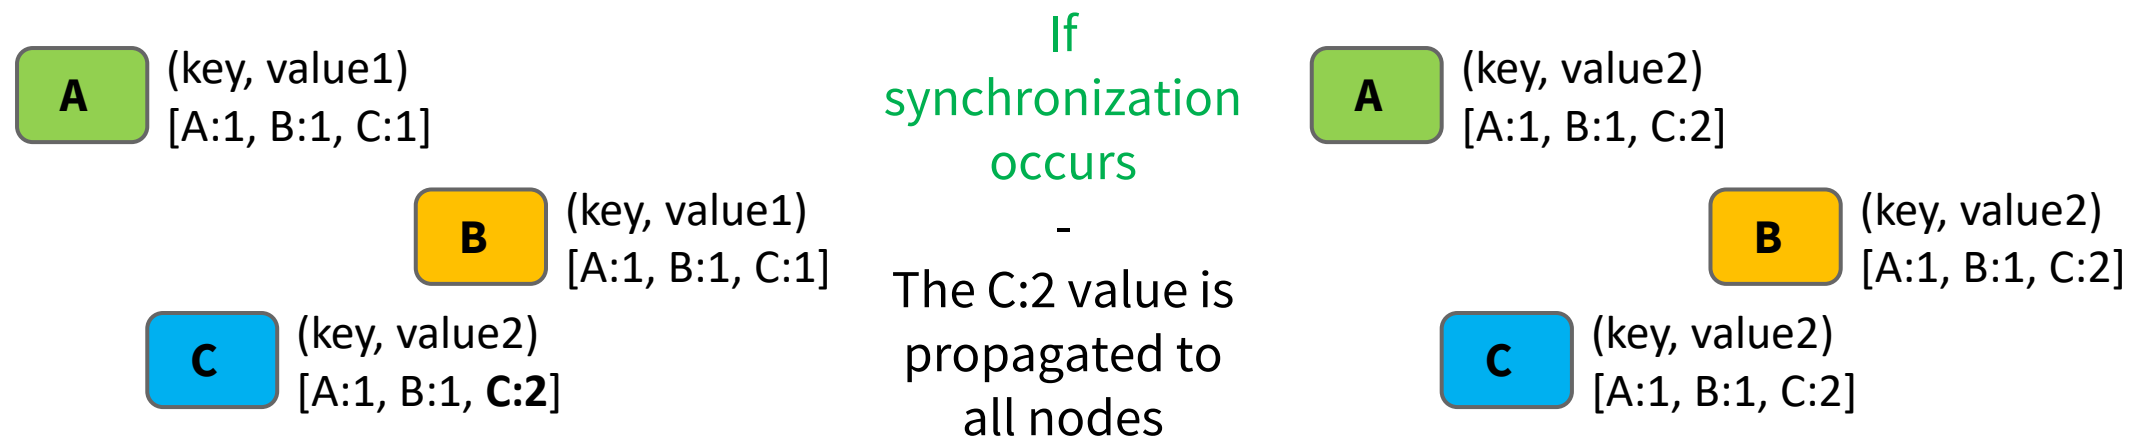 A
(key, value1)
[A:1, B:1, C:1]
B
(key, value1)
[A:1, B:1, C:1]
C
(key, value2)
[A:1, B:1, C:2]
If
synchronization
occurs
-
The C:2 value is
propagated to
all nodes
A
(key, value2)
[A:1, B:1, C:2]
B
(key, value2)
[A:1, B:1, C:2]
C
(key, value2)
[A:1, B:1, C:2]